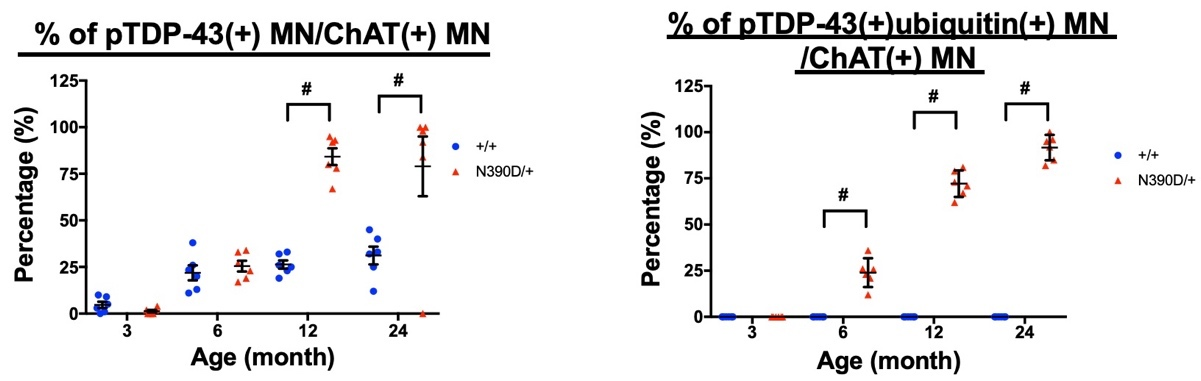 % of pTDP-43(+) MN/ChAT(+) MN
125
100
75
50
25
0
Percentage (%)
# #
3 6 12 24
Age (month)
+/+
N390D/+
% of pTDP-43(+)ubiquitin(+) MN
/ChAT(+) MN
125
100
75
50
25
0
Percentage (%)
# # #
3 6 12 24
Age (month)
+/+
N390D/+